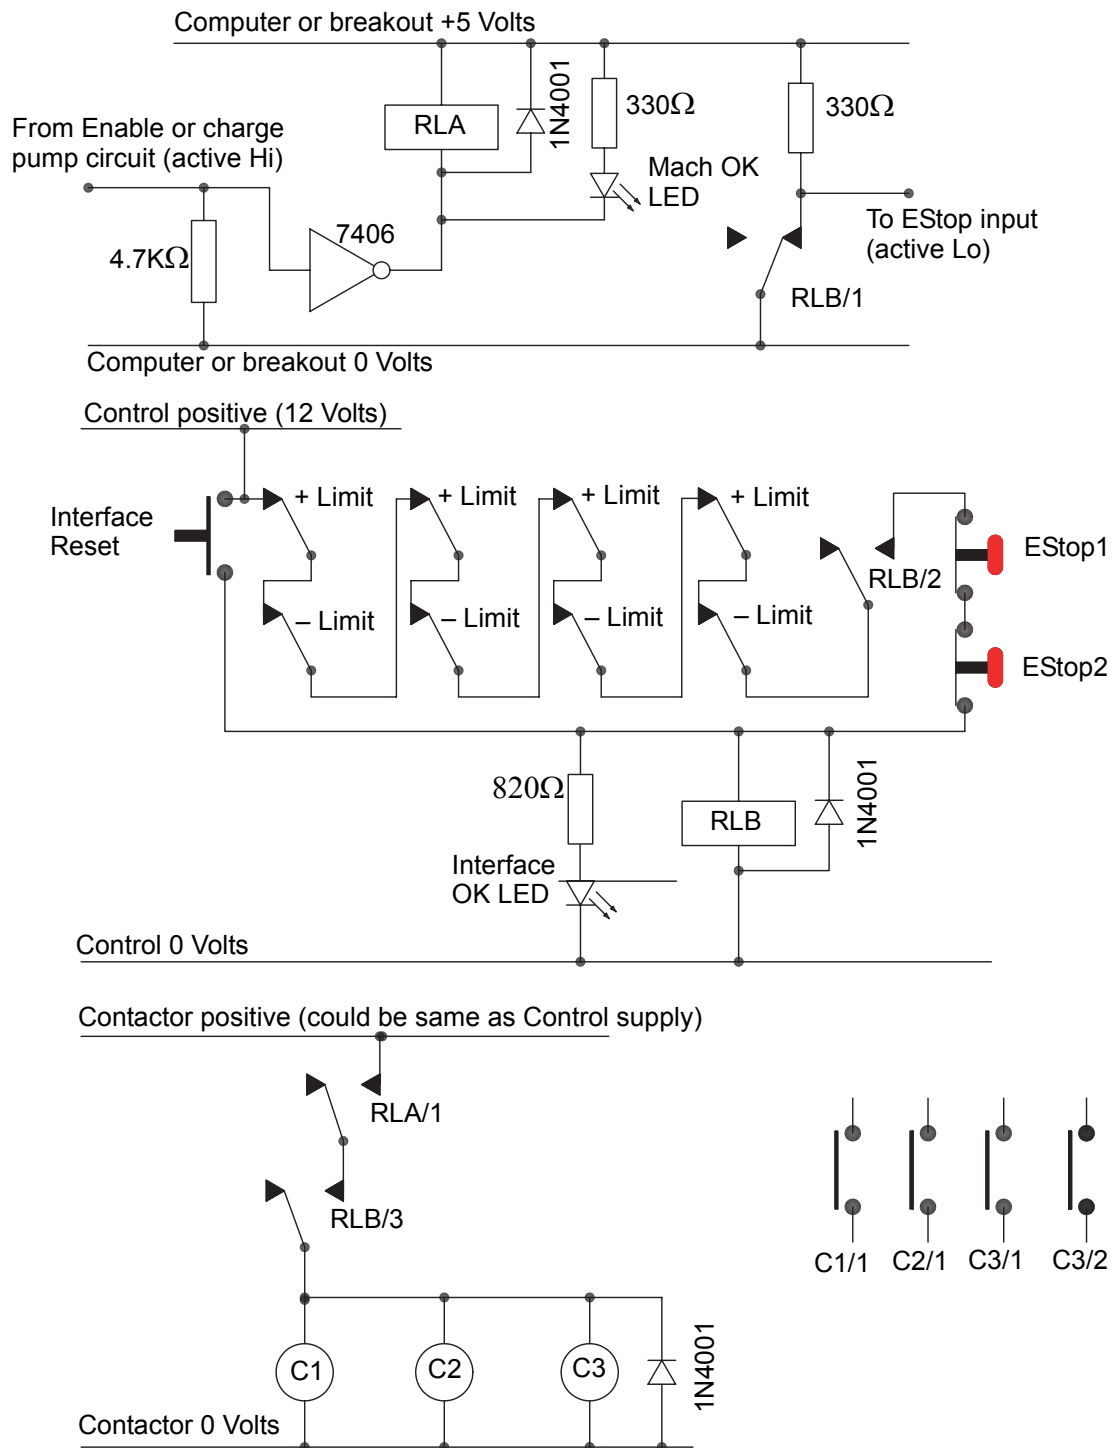 Computer or breakout +5 Volts
1N4001
330Ω
330Ω
RLA
From Enable or charge
pump circuit (active Hi)
Mach OK
LED
7406
To EStop input
(active Lo)
4.7KΩ
RLB/1
Computer or breakout 0 Volts
Control positive (12 Volts)
+ Limit
+ Limit
+ Limit
+ Limit
Interface
Reset
EStop1
RLB/2
– Limit
– Limit
– Limit
– Limit
EStop2
820Ω
RLB
1N4001
Interface
OK LED
Control 0 Volts
Contactor positive (could be same as Control supply)
RLA/1
RLB/3
C1/1
C2/1
C3/1
C3/2
C1
C2
C3
1N4001
Contactor 0 Volts